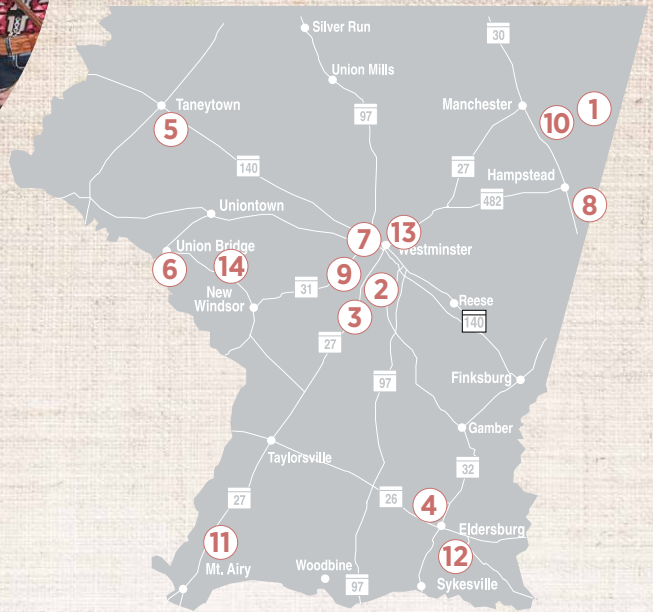 Silver Run
30
Union Mills
Taneytown
97
Manchester
1
10
5
140
27
Hampstead
482
8
Uniontown
7
13
Westminster
Union Bridge
6
14
9
New
Windsor
31
2
Reese
3
140
27
97
Finksburg
Gamber
Taylorsville
32
27
26
4
Eldersburg
11
12
Mt. Airy
Woodbine
97
Sykesville